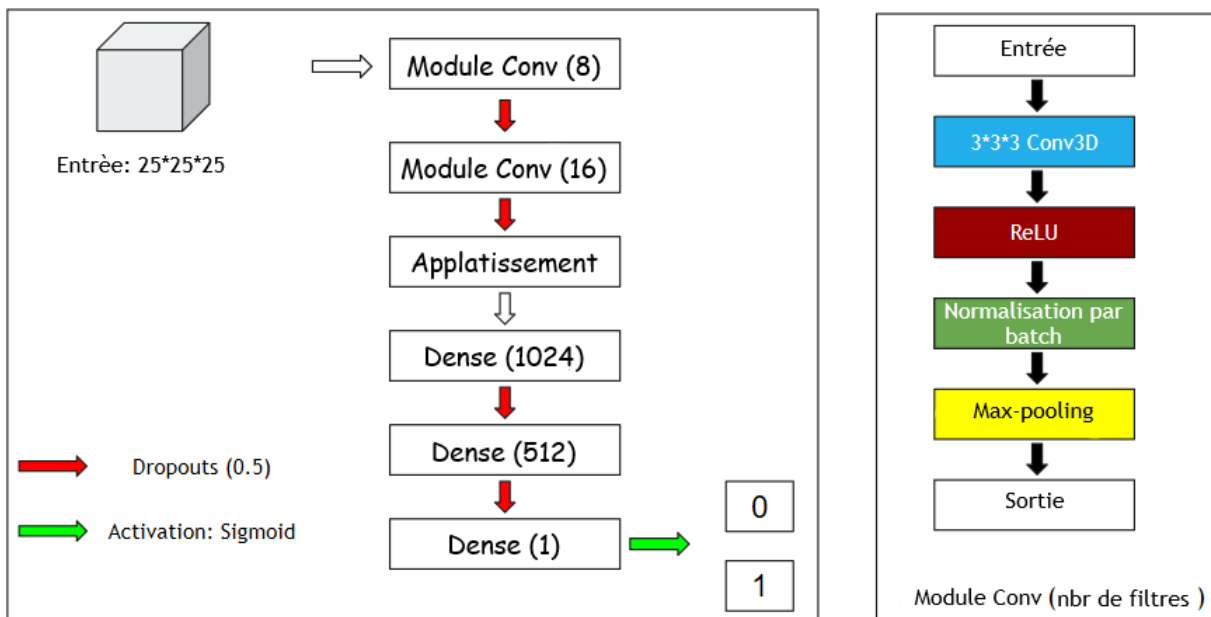 Module Conv (8)
Entrèe: 25*25*25
Module Conv (16)
Applatissement
Dense (1024)
Dense (512)
Dropouts (0.5)
Activation: Sigmoid
Dense (1)
0
1
Entrée
3*3*3 Conv3D
ReLU
Normalisation par
batch
Max-pooling
Sortie
Module Conv (nbr de filtres)